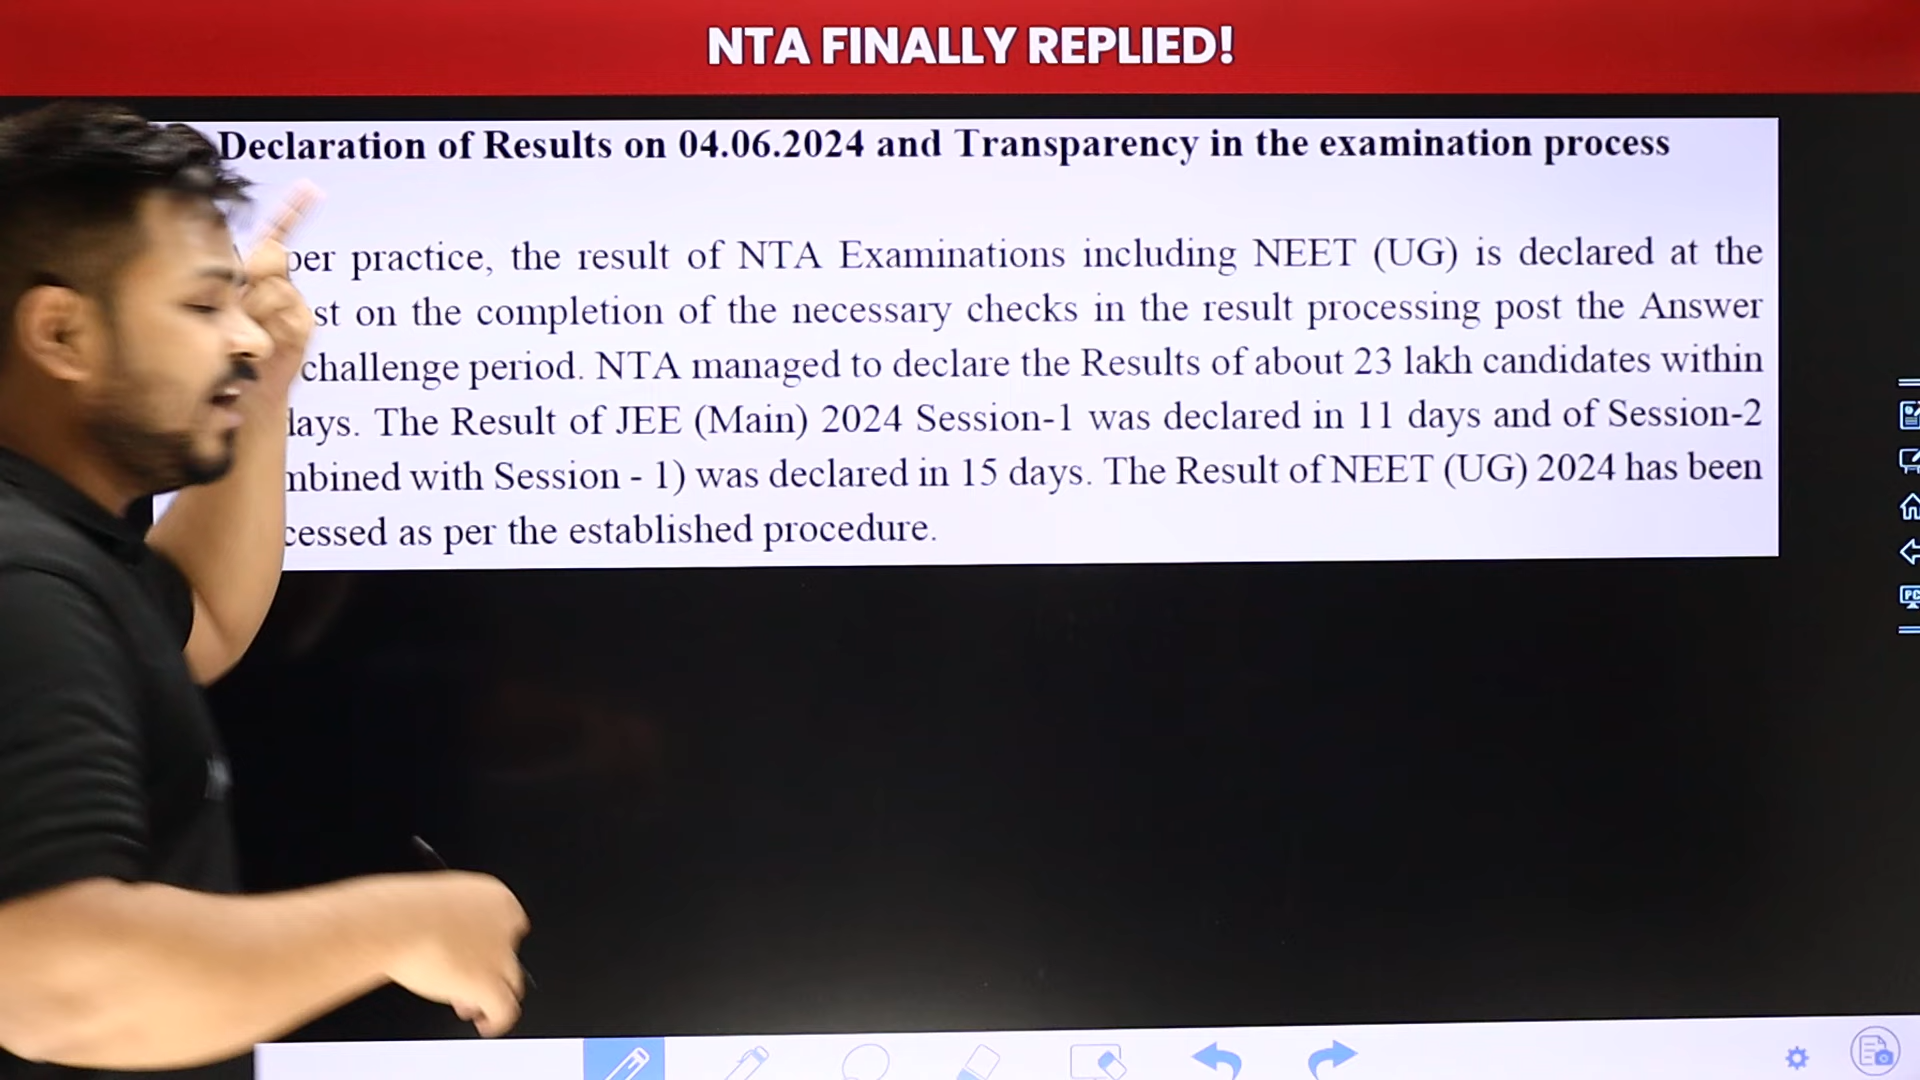 NTA FINALLY REPLIED!
Declaration of Results on 04.06.2024 and Transparency in the examination process
per practice, the result of NTA Examinations including NEET (UG) is declared at the
st on the completion of the necessary checks in the result processing post the Answer
challenge period. NTA managed to declare the Results of about 23 lakh candidates within
lays. The Result of JEE (Main) 2024 Session-1 was declared in 11 days and of Session-2
mbined with Session - 1) was declared in 15 days. The Result of NEET (UG) 2024 has been
cessed as per the established procedure.
PC